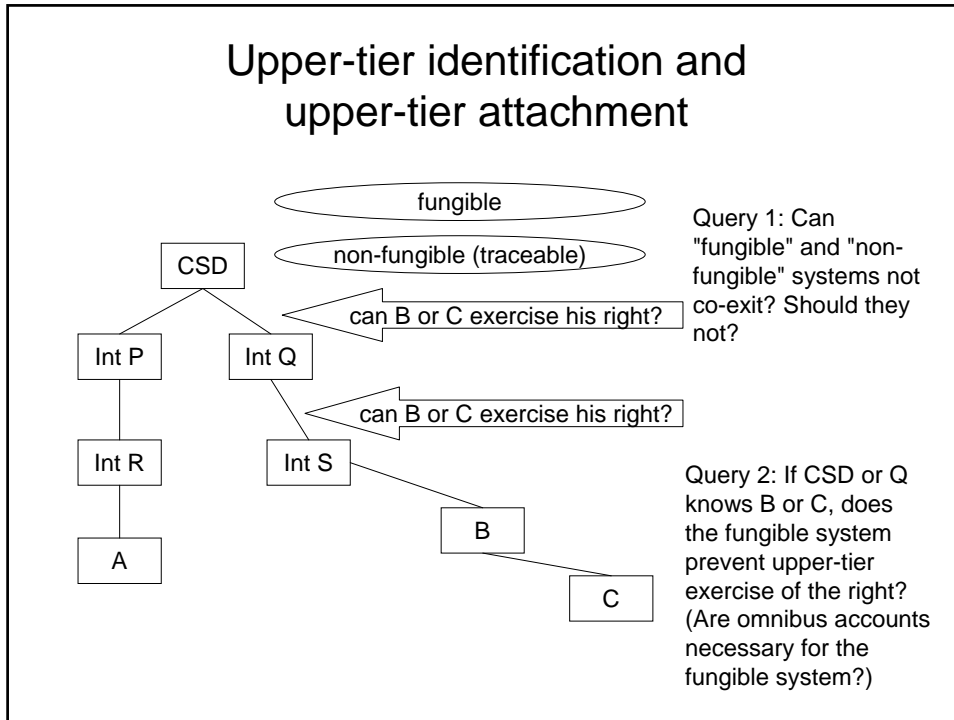 Upper-tier identification and
upper-tier attachment
fungible
non-fungible (traceable)
CSD
can B or C exercise his right?
Int P
Int Q
can B or C exercise his right?
Int R
Int S
B
A
C
Query 1: Can
"fungible" and "non-
fungible" systems not
co-exit? Should they
not?
Query 2: If CSD or Q
knows B or C, does
the fungible system
prevent upper-tier
exercise of the right?
(Are omnibus accounts
necessary for the
fungible system?)